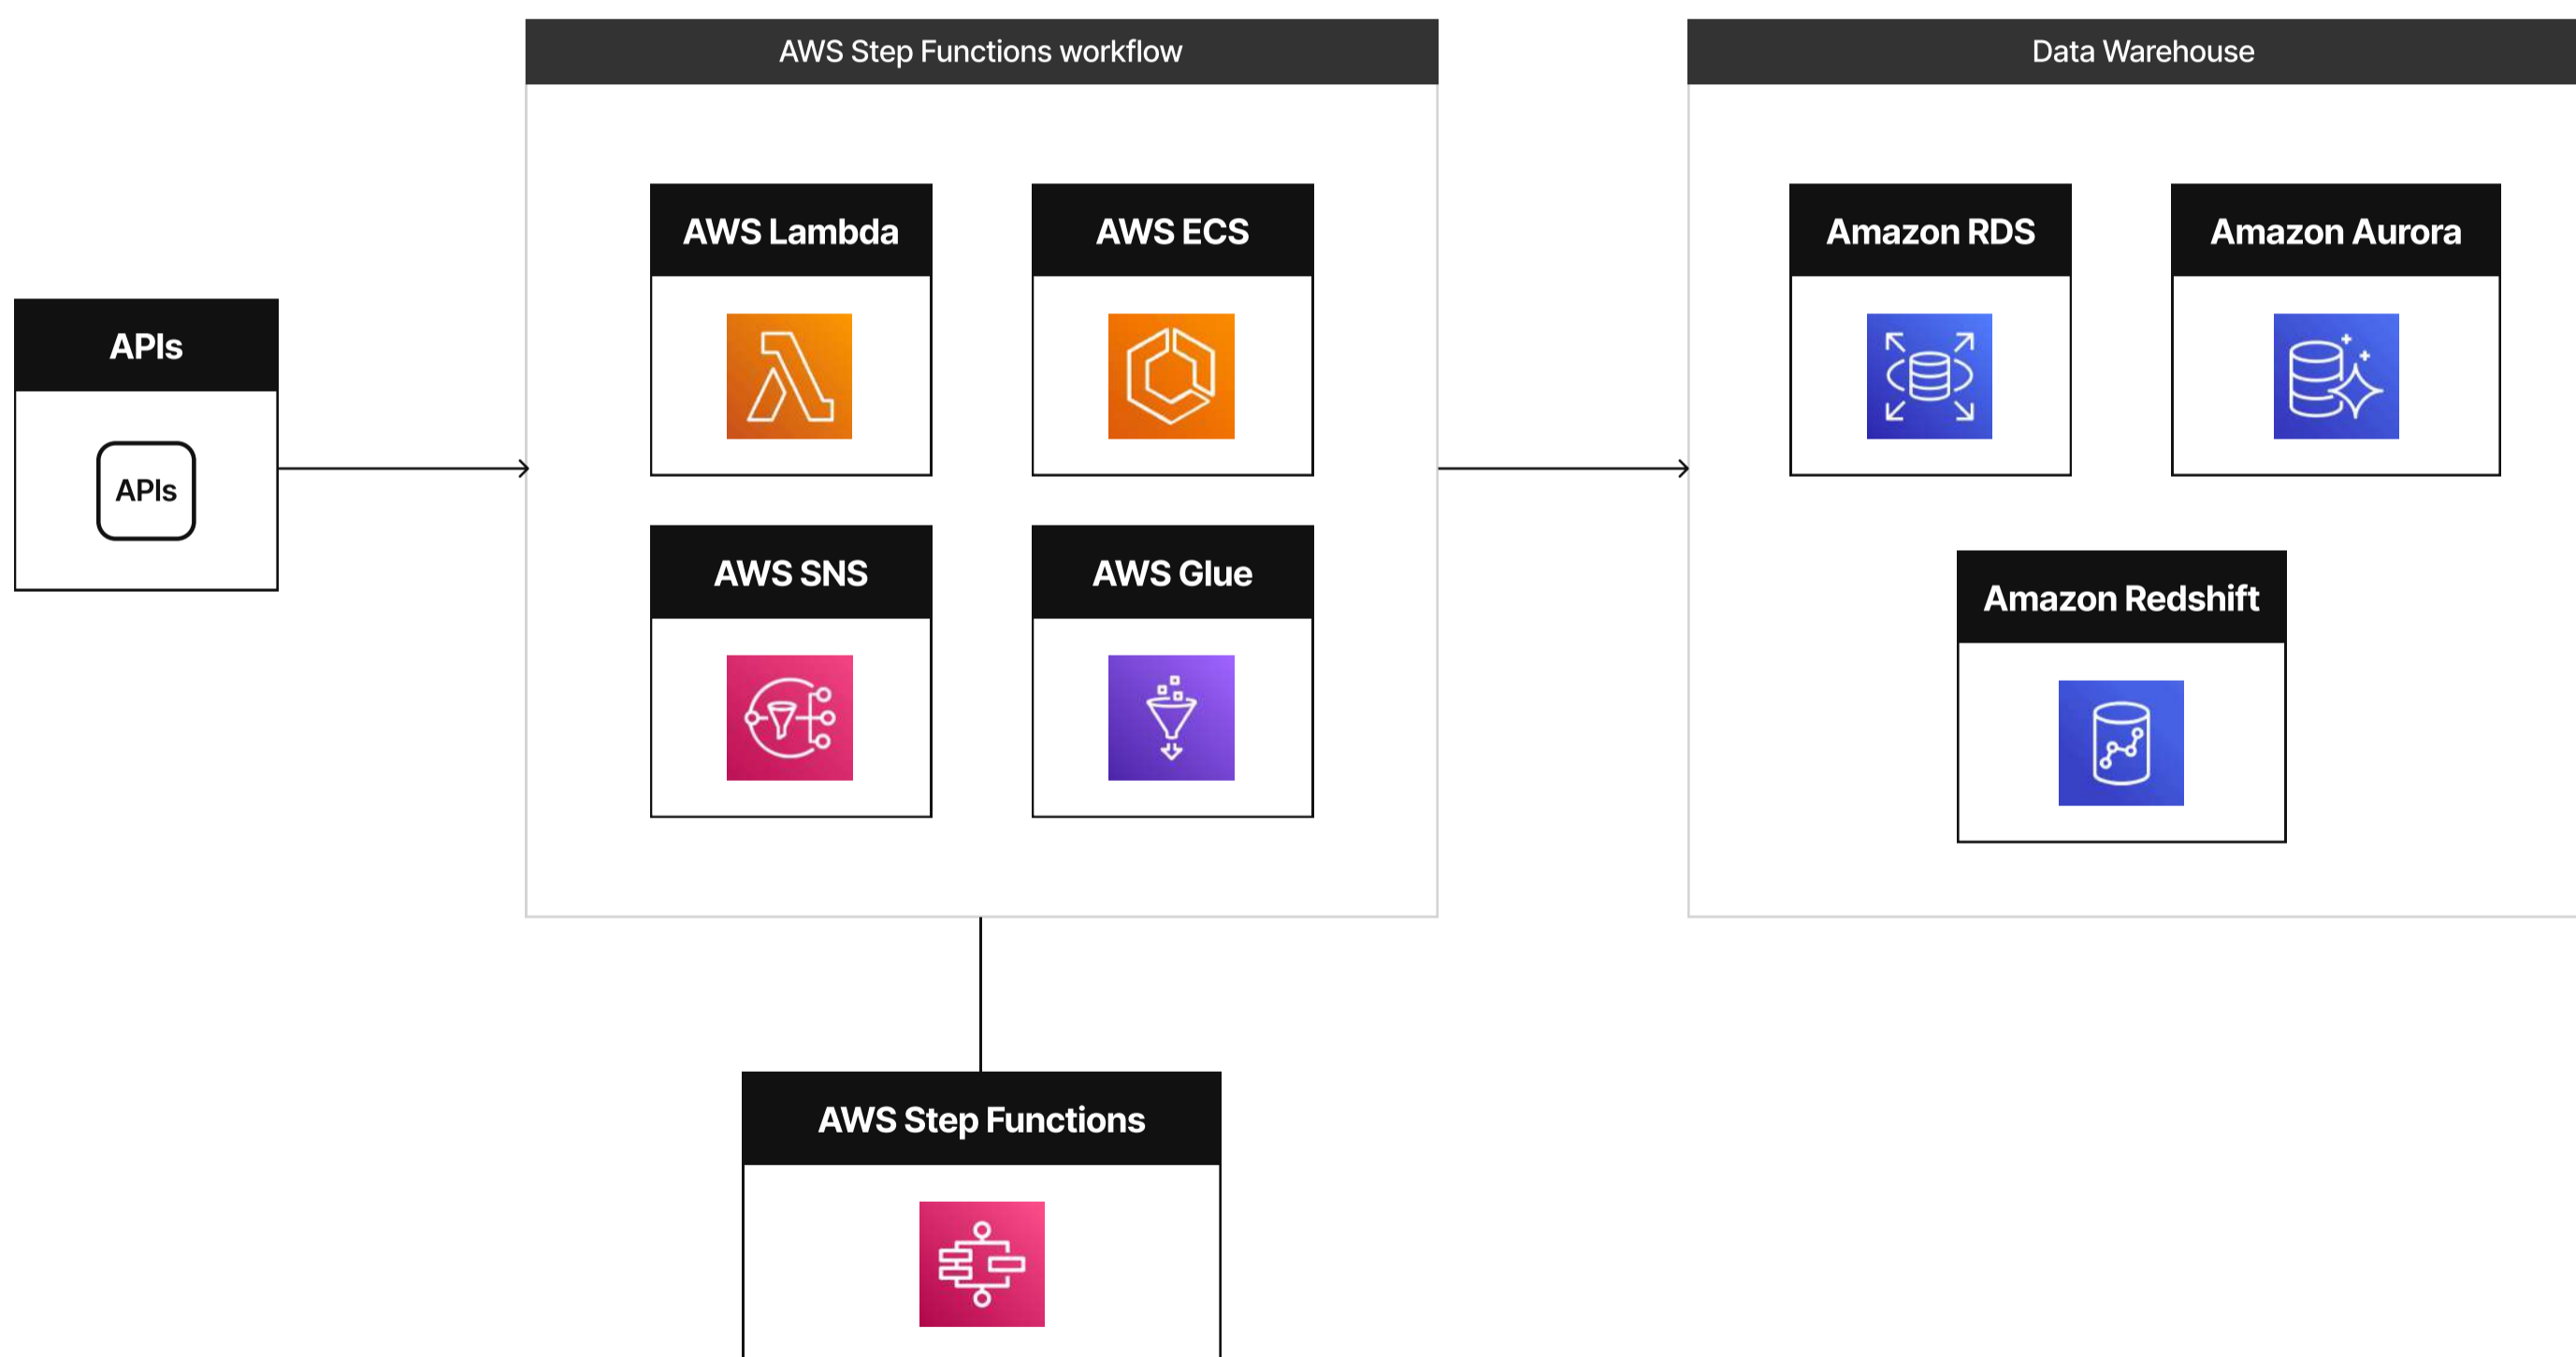 AWS Step Functions workflow
Data Warehouse
AWS Lambda
AWS ECS
Amazon RDS
Amazon Aurora
APIs
APIs
AWS SNS
AWS Glue
Amazon Redshift
AWS Step Functions